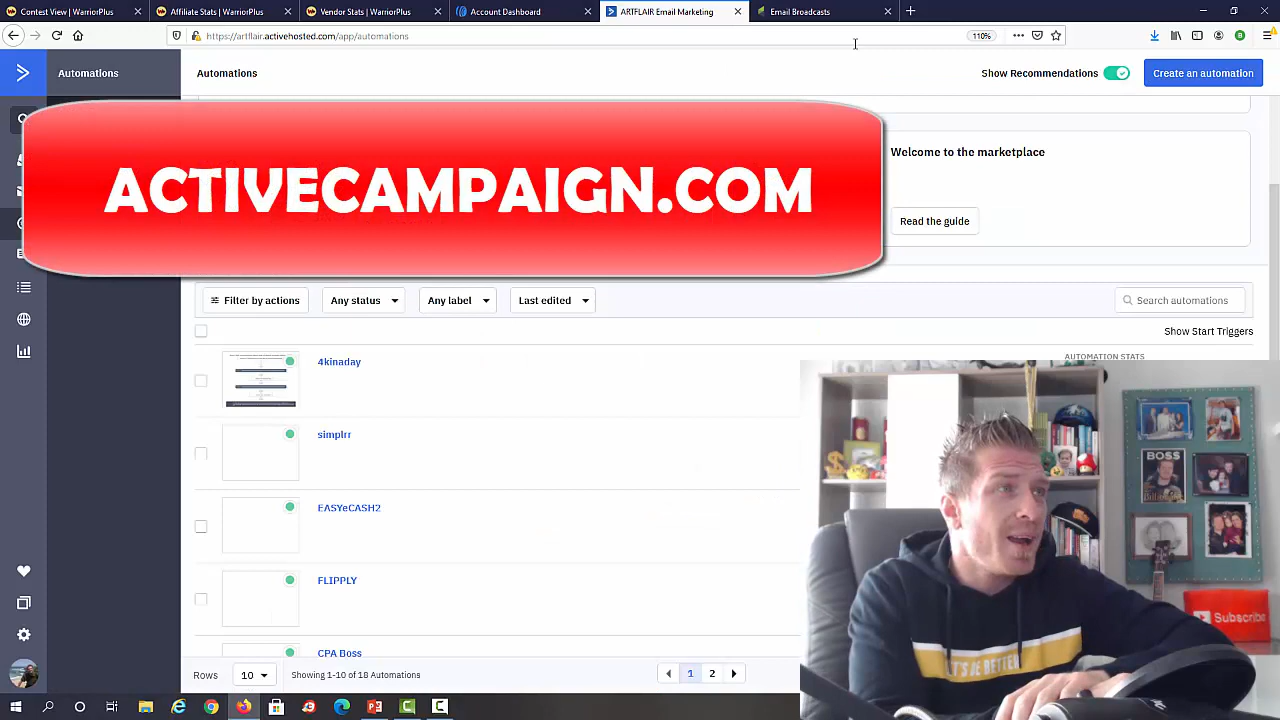 Contest View | WarriorPlus
Affiliate Stats | WarriorPlus
Vendor Stats | WarriorPlus
Account Dashboard
ARTFLAIR Email Marketing
Email Broadcasts
https://artflair.activehosted.com/app/automations
110%
Automations
Automations
Show Recommendations
Create an automation
ACTIVECAMPAIGN.COM
Welcome to the marketplace
Read the guide
Filter by actions
Any status
Any label
Last edited
Search automations
Show Start Triggers
AUTOMATION STATS
4kinaday
simplrr
EASYeCASH2
FLIPPLY
CPA Boss
Rows
10
Showing 1-10 of 18 Automations
1
2
BOSS
Subscribe
LET'S BE BETTER